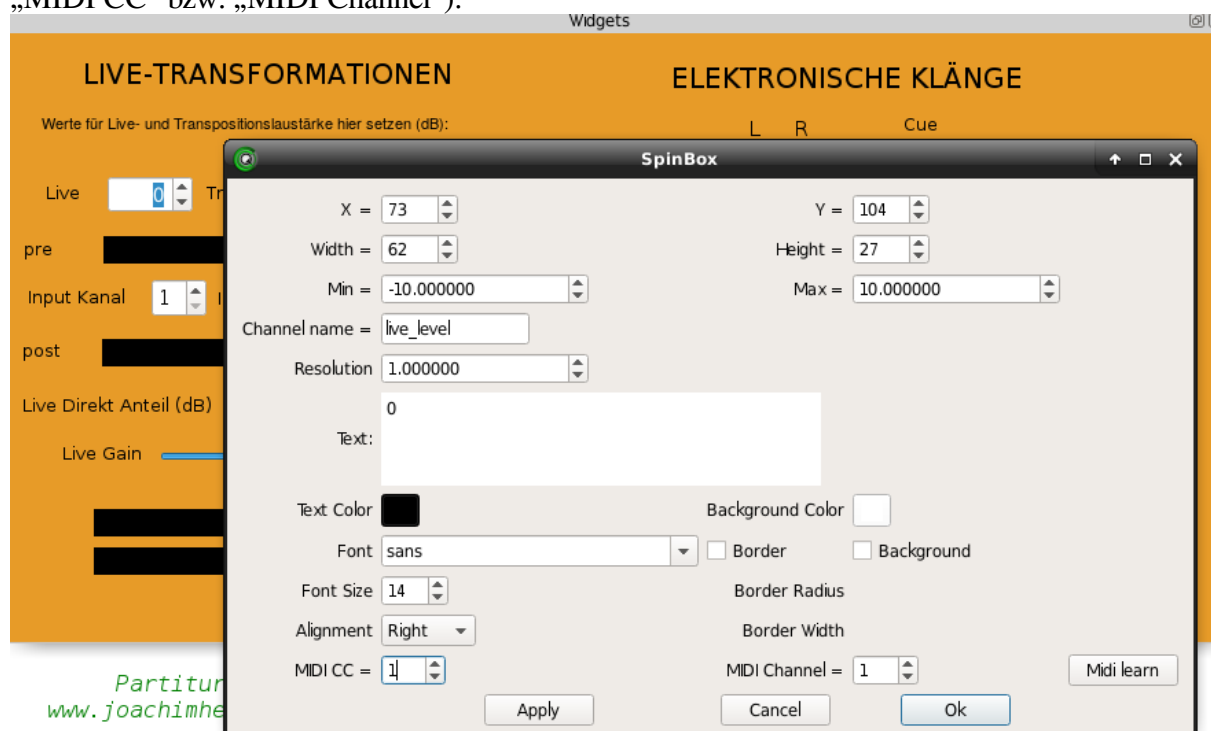 „MIDI CC“ bzw. „MIDI Channel“).
Widgets
LIVE-TRANSFORMATIONEN
ELEKTRONISCHE KLÄNGE
Werte für Live- und Transpositionslaustärke hier setzen (dB):
L R Cue
SpinBox
Live 0 Tr
X = 73 Y = 104
pre
Width = 62 Height = 27
Input Kanal 1 I
Min = -10.000000 Max = 10.000000
Channel name = live_level
post
Resolution 1.000000
Live Direkt Anteil (dB)
0
Text:
Live Gain
Text Color Background Color
Font sans Border Background
Font Size 14 Border Radius
Alignment Right Border Width
MIDI CC = 1 MIDI Channel = 1 Midi learn
Partitur
www.joachimhe
Apply Cancel Ok